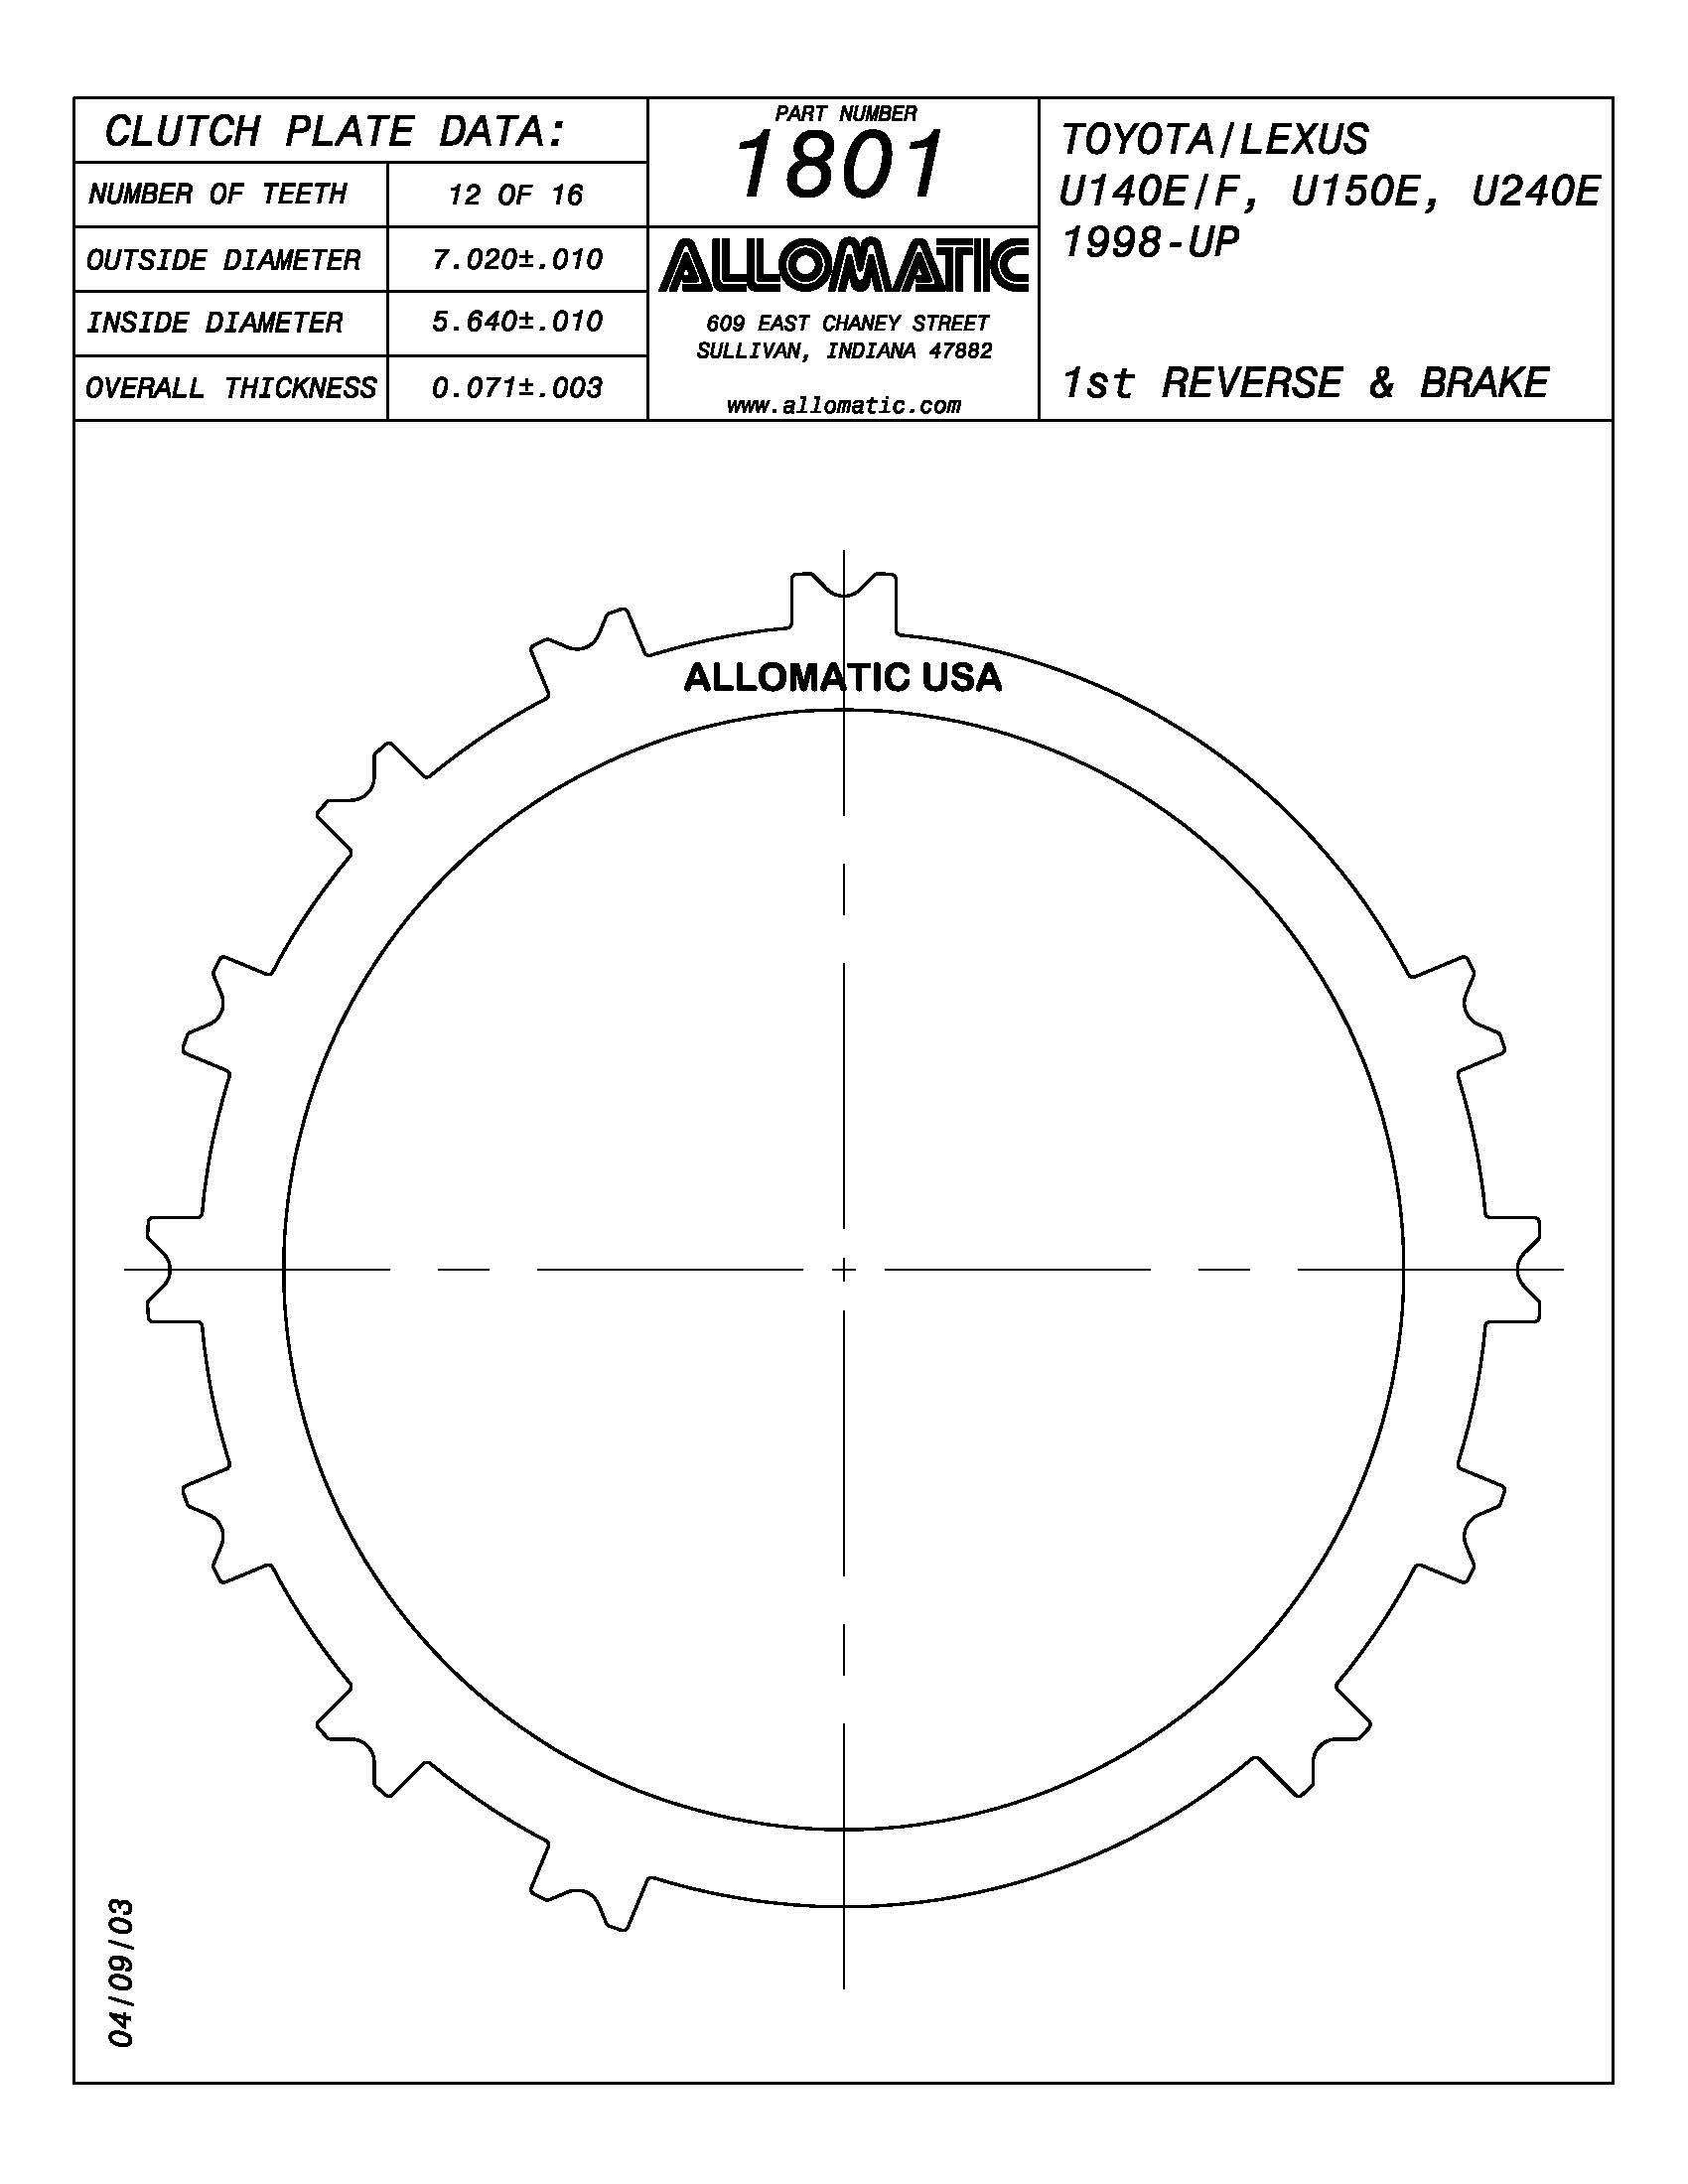 CLUTCH PLATE DATA:
NUMBER OF TEETH 12 OF 16
OUTSIDE DIAMETER 7.020±.010
INSIDE DIAMETER 5.640±.010
OVERALL THICKNESS 0.071±.003
PART NUMBER
1801
ALLOMATIC
609 EAST CHANEY STREET
SULLIVAN, INDIANA 47882
www.allomatic.com
TOYOTA/LEXUS
U140E/F, U150E, U240E
1998-UP
1st REVERSE & BRAKE
ALLOMATIC USA
04/09/03